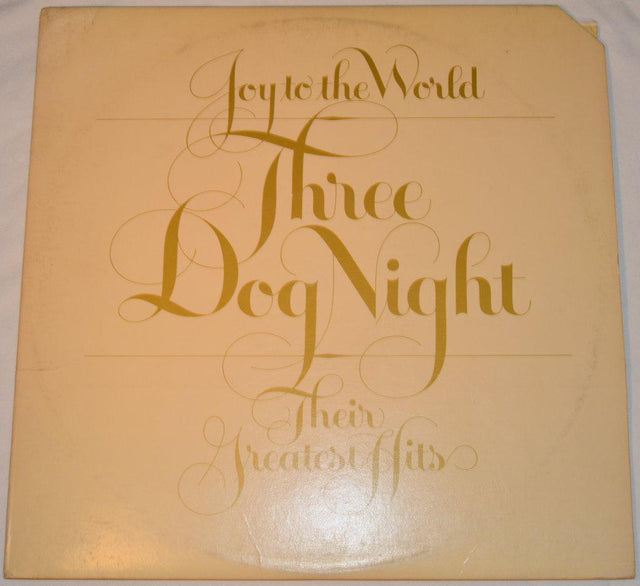 Joy to the World
Three
Dog Night
Their
Greatest Hits